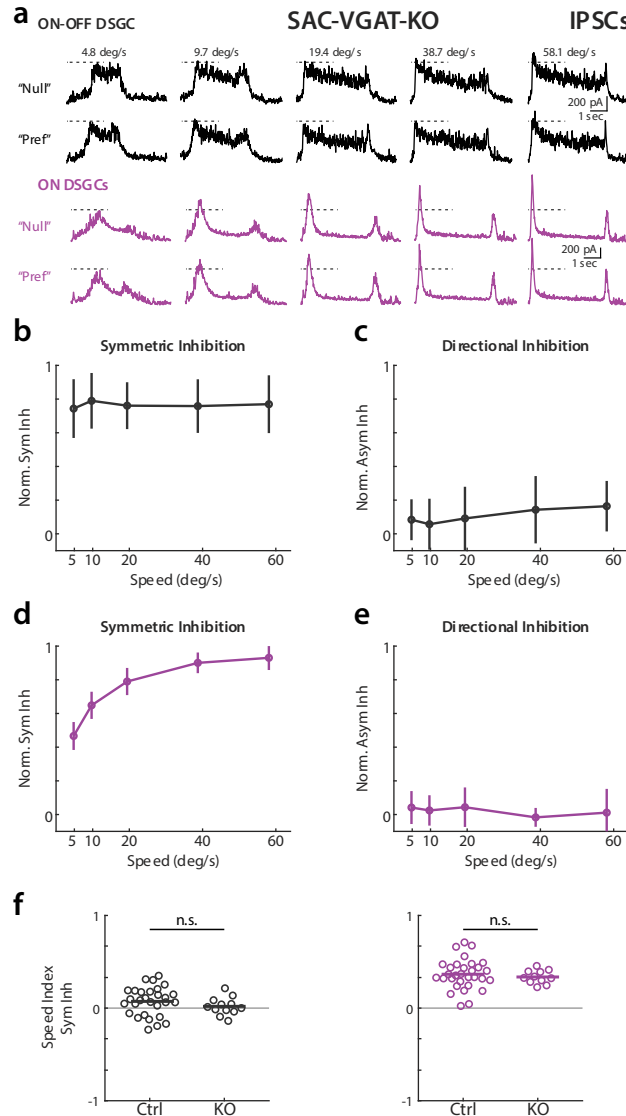 a
ON-OFF DSGC SAC-VGAT-KO IPSCs
4.8 deg/s 9.7 deg/s 19.4 deg/s 38.7 deg/s 58.1 deg/s
“Null”
200 pA
1 sec
“Pref”
ON DSGCs
“Null”
200 pA
1 sec
“Pref”
b
Symmetric Inhibition
1
Norm. Sym Inh
0
5 10 20 40 60
Speed (deg/s)
c
Directional Inhibition
1
Norm. Asym Inh
0
5 10 20 40 60
Speed (deg/s)
d
Symmetric Inhibition
1
Norm. Sym Inh
0
5 10 20 40 60
Speed (deg/s)
e
Directional Inhibition
1
Norm. Asym Inh
0
5 10 20 40 60
Speed (deg/s)
f
1
n.s.
Speed Index
Sym Inh
0
-1
Ctrl KO
1
n.s.
0
-1
Ctrl KO